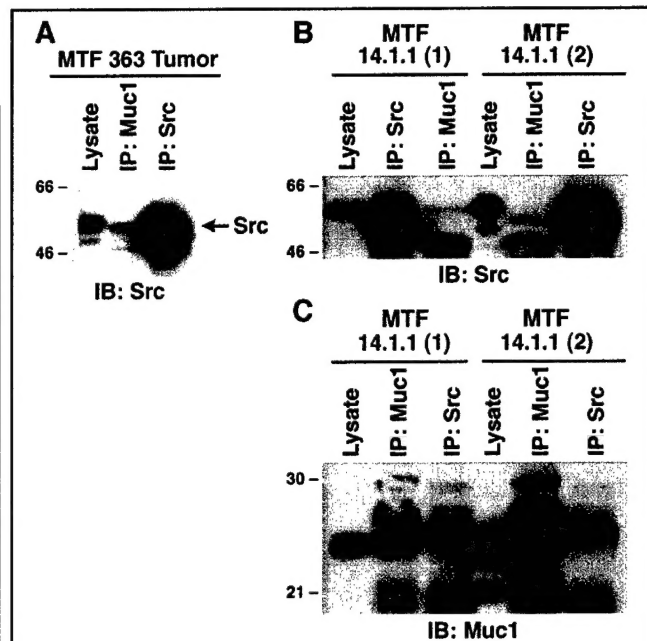 A
MTF 363 Tumor
Lysate
IP: Muc1
IP: Src
66 –
46 –
← Src
IB: Src
B
MTF
14.1.1 (1)
MTF
14.1.1 (2)
Lysate
IP: Src
IP: Muc1
Lysate
IP: Muc1
IP: Src
66 –
46 –
IB: Src
C
MTF
14.1.1 (1)
MTF
14.1.1 (2)
Lysate
IP: Muc1
IP: Src
Lysate
IP: Muc1
IP: Src
30 –
21 –
IB: Muc1